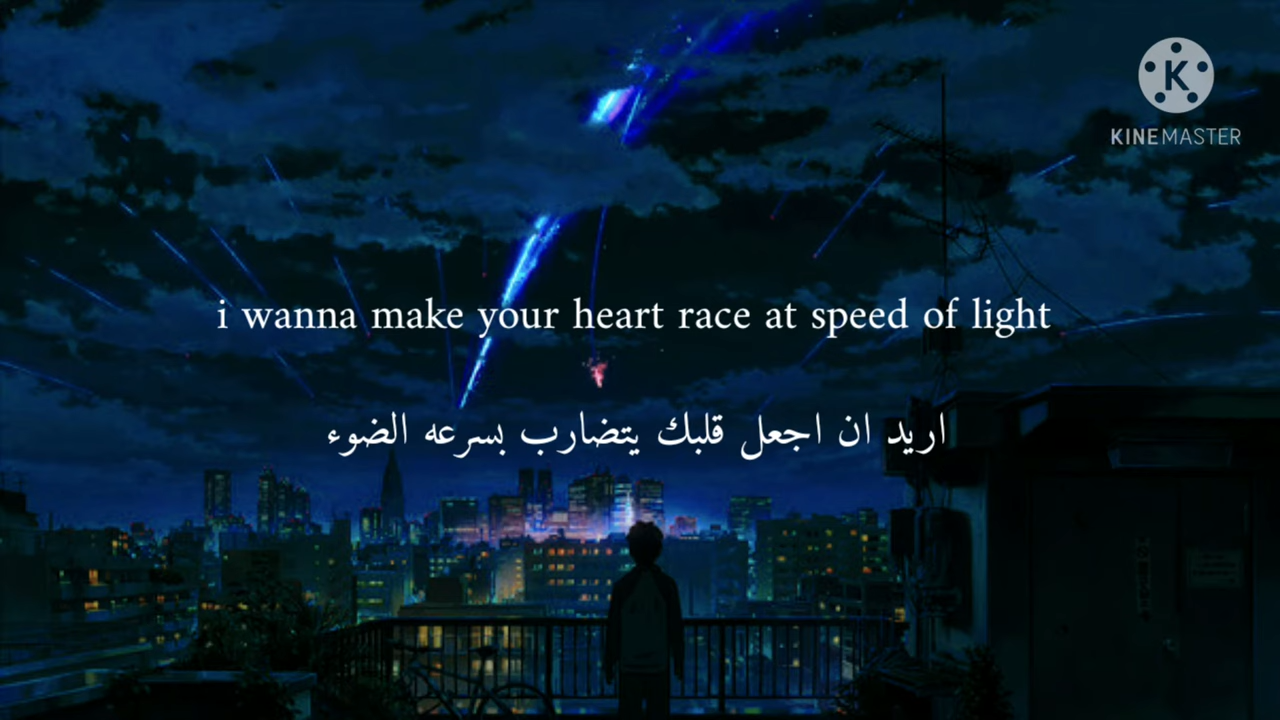 KINEMASTER
i wanna make your heart race at speed of light
اريد ان اجعل قلبك يتضارب بسرعه الضوء